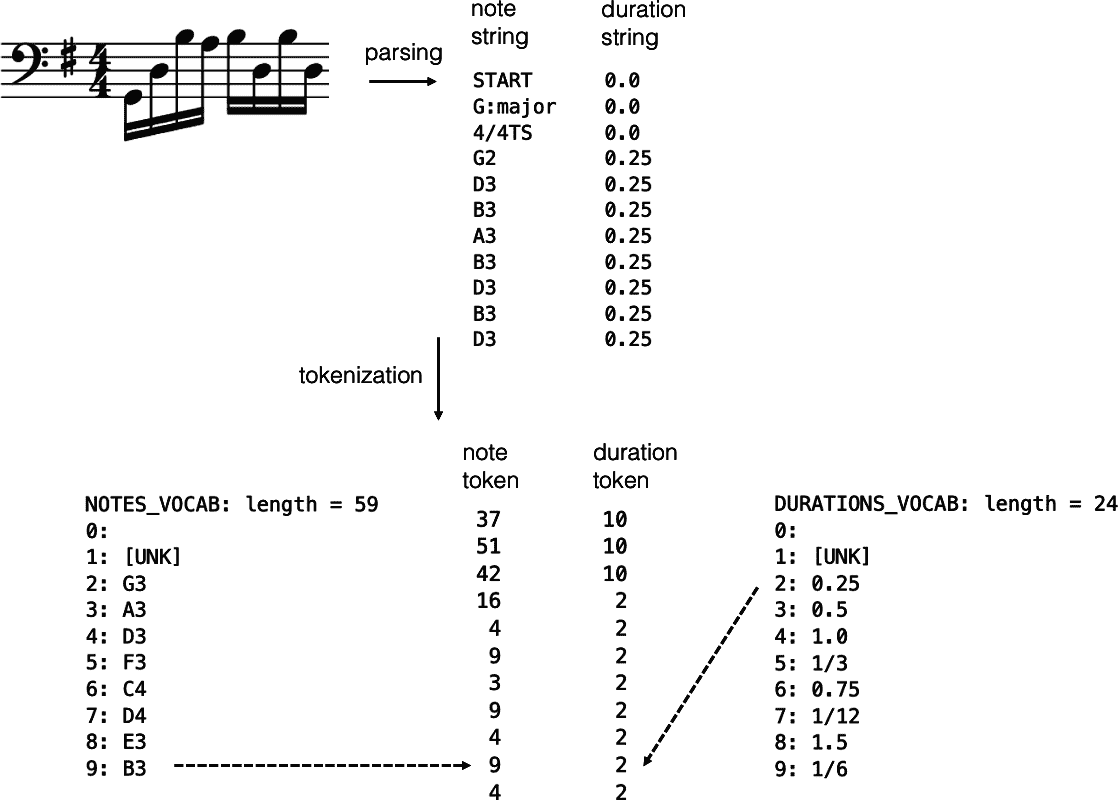 4
4
parsing
note string
duration string
START 0.0
G:major 0.0
4/4TS 0.0
G2 0.25
D3 0.25
B3 0.25
A3 0.25
B3 0.25
D3 0.25
B3 0.25
D3 0.25
tokenization
note token
duration token
37 10
51 10
42 10
16 2
4 2
9 2
3 2
9 2
4 2
9 2
4 2
NOTES_VOCAB: length = 59
0:
1: [UNK]
2: G3
3: A3
4: D3
5: F3
6: C4
7: D4
8: E3
9: B3
DURATIONS_VOCAB: length = 24
0:
1: [UNK]
2: 0.25
3: 0.5
4: 1.0
5: 1/3
6: 0.75
7: 1/12
8: 1.5
9: 1/6